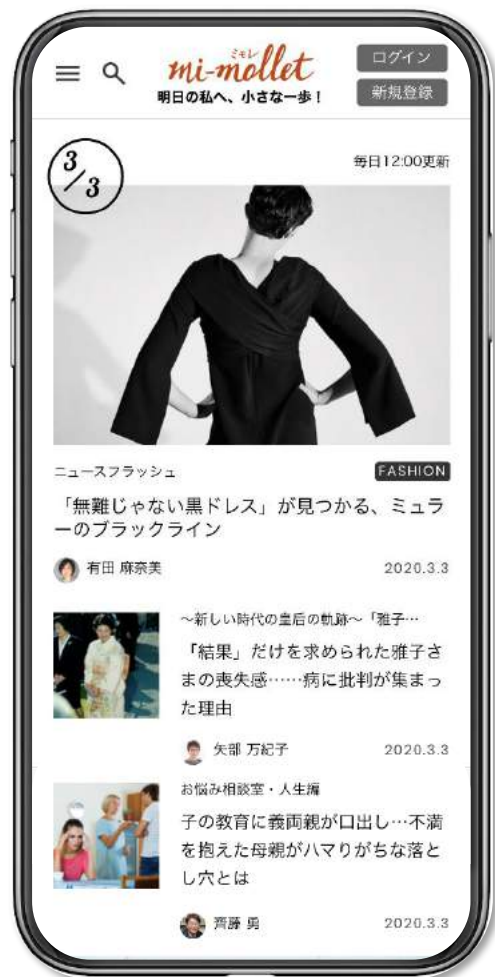 ミモレ
mi-mollet
明日の私へ、小さな一歩！
ログイン
新規登録
3/3
毎日12:00更新
ニュースフラッシュ
FASHION
「無難じゃない黒ドレス」が見つかる、ミュラ
ーのブラックライン
有田 麻奈美
2020.3.3
〜新しい時代の皇后の軌跡〜「雅子…
「結果」だけを求められた雅子さ
まの喪失感……病に批判が集まっ
た理由
矢部 万紀子
2020.3.3
お悩み相談室・人生編
子の教育に義両親が口出し…不満
を抱えた母親がハマりがちな落と
し穴とは
齊藤 勇
2020.3.3